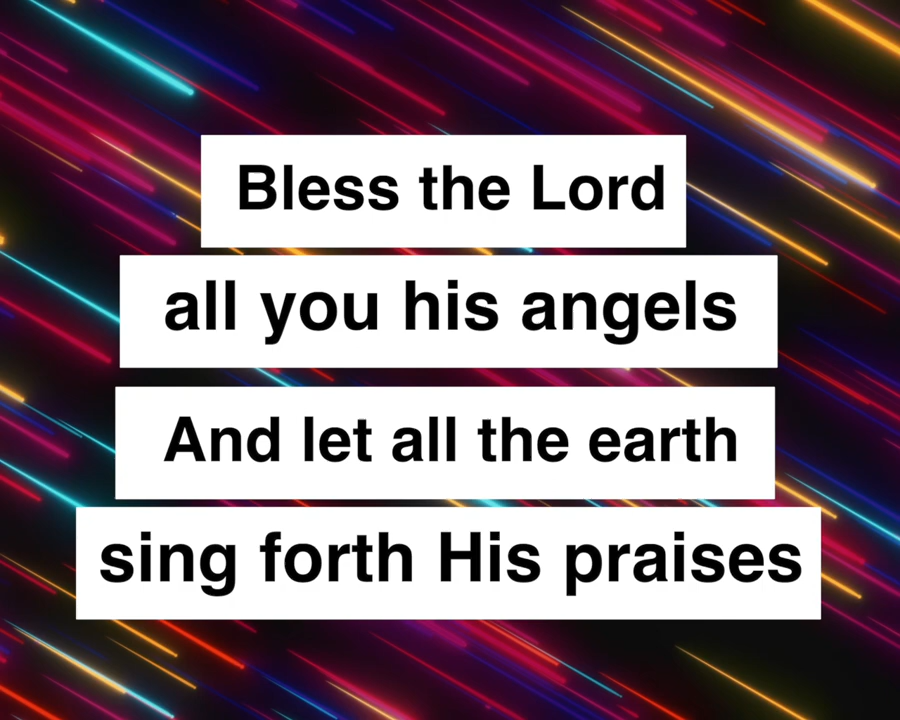 Bless the Lord
all you his angels
And let all the earth
sing forth His praises